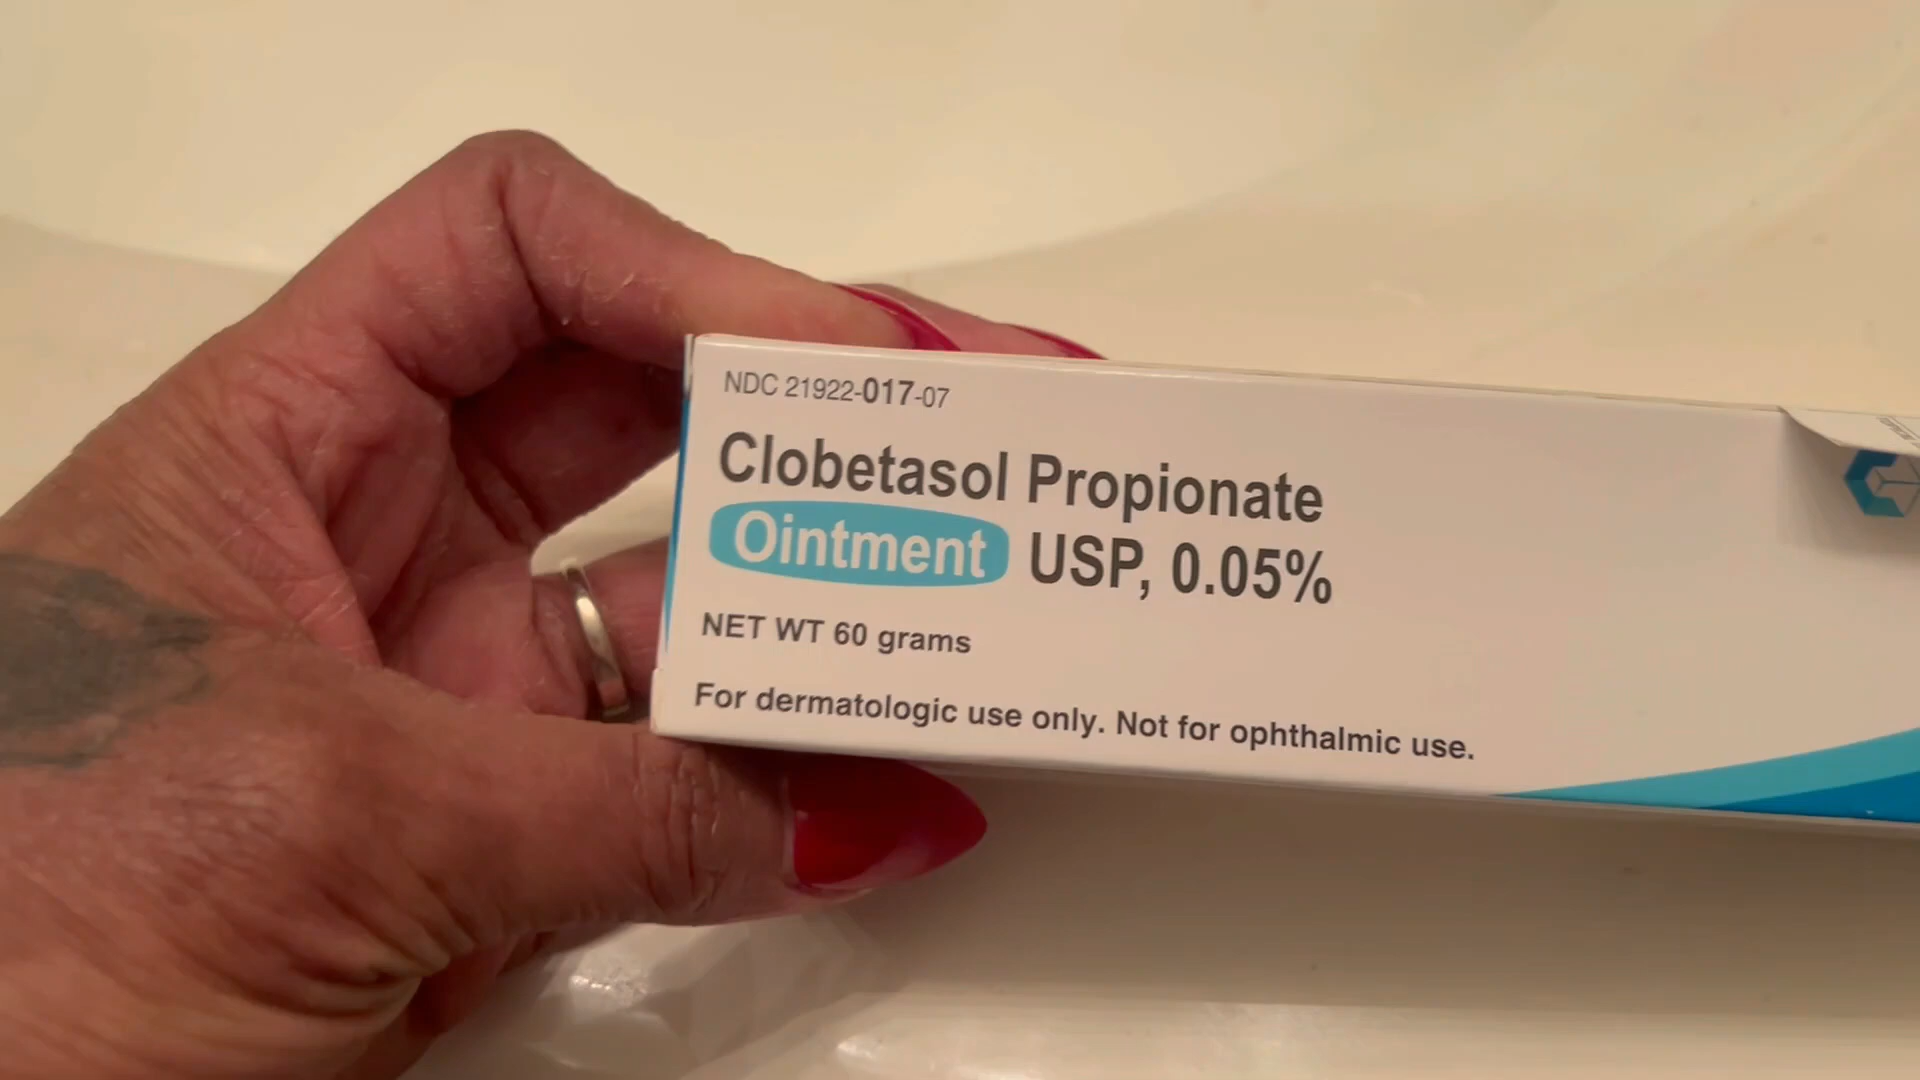 NDC 21922-017-07
Clobetasol Propionate
Ointment USP, 0.05%
NET WT 60 grams
For dermatologic use only. Not for ophthalmic use.